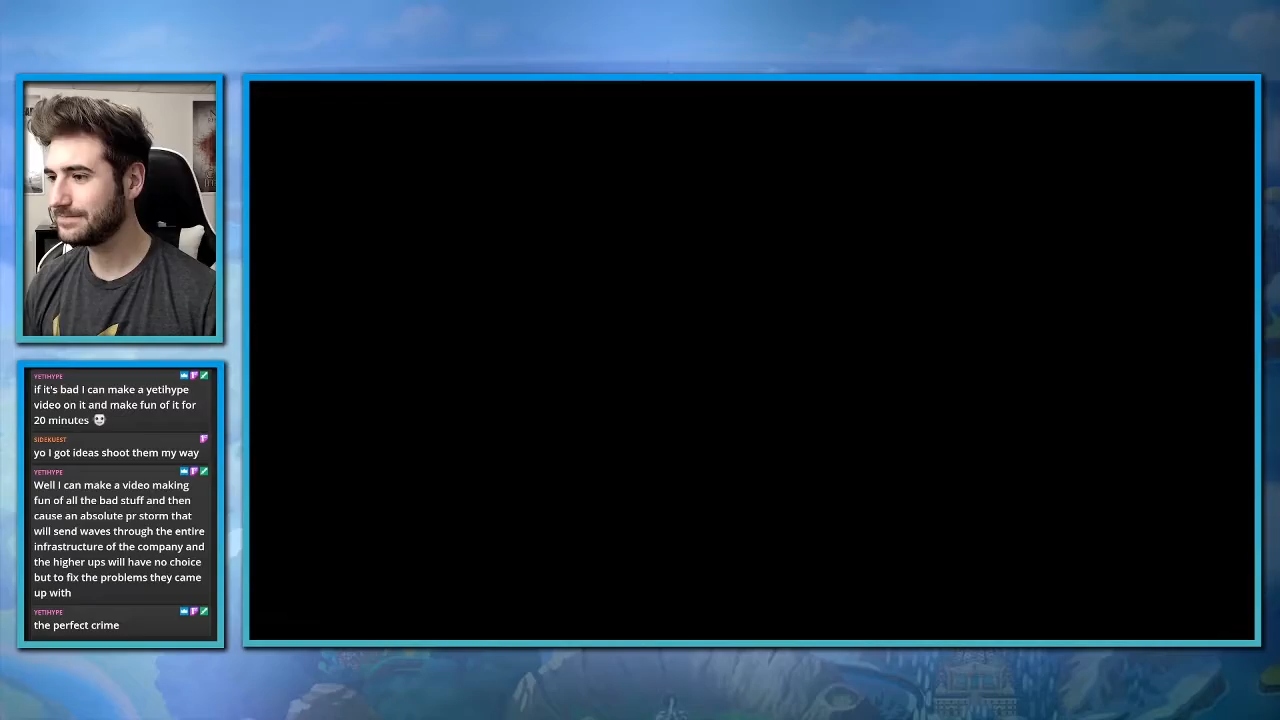 YETIHYPE
if it's bad I can make a yetihype
video on it and make fun of it for
20 minutes
SIDEKUEST
yo I got ideas shoot them my way
YETIHYPE
Well I can make a video making
fun of all the bad stuff and then
cause an absolute pr storm that
will send waves through the entire
infrastructure of the company and
the higher ups will have no choice
but to fix the problems they came
up with
YETIHYPE
the perfect crime